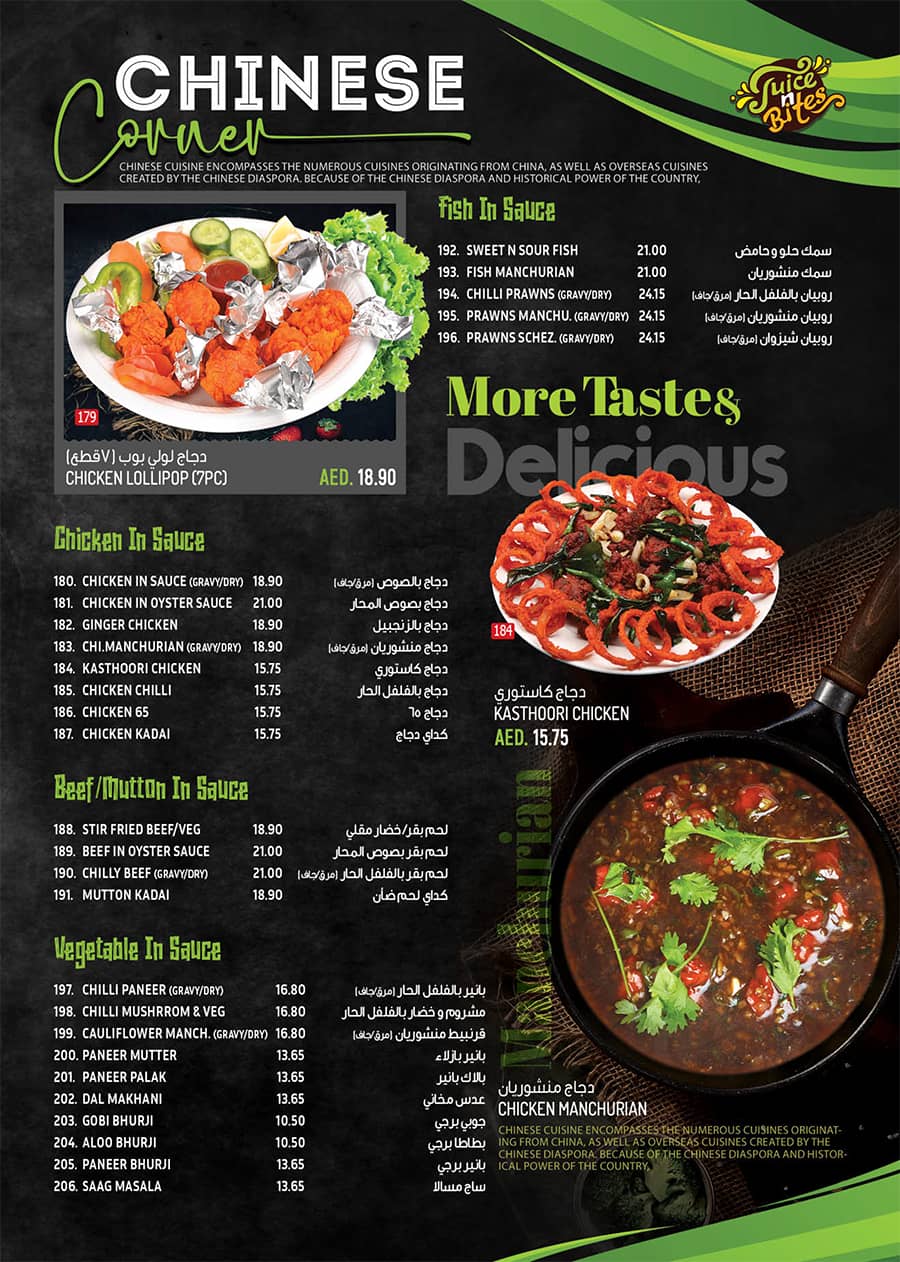 CHINESE
Corner
CHINESE CUISINE ENCOMPASSES THE NUMEROUS CUISINES ORIGINATING FROM CHINA, AS WELL AS OVERSEAS CUISINES
CREATED BY THE CHINESE DIASPORA. BECAUSE OF THE CHINESE DIASPORA AND HISTORICAL POWER OF THE COUNTRY,
Juice
n
Bites
179
دجاج لولي بوب (٧قطع)
CHICKEN LOLLIPOP (7PC) AED. 18.90
Fish In Sauce
192. SWEET N SOUR FISH 21.00 سمك حلو وحامض
193. FISH MANCHURIAN 21.00 سمك منشوريان
194. CHILLI PRAWNS (GRAVY/DRY) 24.15 روبيان بالفلفل الحار (مرق/جاف)
195. PRAWNS MANCHU. (GRAVY/DRY) 24.15 روبيان منشوريان (مرق/جاف)
196. PRAWNS SCHEZ. (GRAVY/DRY) 24.15 روبيان شيزوان (مرق/جاف)
More Taste &
Delicious
184
دجاج كاستوري
KASTHOORI CHICKEN
AED. 15.75
Chicken In Sauce
180. CHICKEN IN SAUCE (GRAVY/DRY) 18.90 دجاج بالصوص (مرق/جاف)
181. CHICKEN IN OYSTER SAUCE 21.00 دجاج بصوص المحار
182. GINGER CHICKEN 18.90 دجاج بالزنجبيل
183. CHI.MANCHURIAN (GRAVY/DRY) 18.90 دجاج منشوريان (مرق/جاف)
184. KASTHOORI CHICKEN 15.75 دجاج كاستوري
185. CHICKEN CHILLI 15.75 دجاج بالفلفل الحار
186. CHICKEN 65 15.75 دجاج ٦٥
187. CHICKEN KADAI 15.75 كداي دجاج
Beef/Mutton In Sauce
188. STIR FRIED BEEF/VEG 18.90 لحم بقر/خضار مقلي
189. BEEF IN OYSTER SAUCE 21.00 لحم بقر بصوص المحار
190. CHILLY BEEF (GRAVY/DRY) 21.00 لحم بقر بالفلفل الحار (مرق/جاف)
191. MUTTON KADAI 18.90 كداي لحم ضأن
Vegetable In Sauce
197. CHILLI PANEER (GRAVY/DRY) 16.80 بانير بالفلفل الحار (مرق/جاف)
198. CHILLI MUSHRROM & VEG 16.80 مشروم و خضار بالفلفل الحار
199. CAULIFLOWER MANCH. (GRAVY/DRY) 16.80 قرنبيط منشوريان (مرق/جاف)
200. PANEER MUTTER 13.65 بانير بازلاء
201. PANEER PALAK 13.65 بالاك بانير
202. DAL MAKHANI 13.65 عدس مخاني
203. GOBI BHURJI 10.50 جوبي برجي
204. ALOO BHURJI 10.50 بطاطا برجي
205. PANEER BHURJI 13.65 بانير برجي
206. SAAG MASALA 13.65 ساج مسالا
Manchurian
دجاج منشوريان
CHICKEN MANCHURIAN
CHINESE CUISINE ENCOMPASSES THE NUMEROUS CUISINES ORIGINAT-
ING FROM CHINA, AS WELL AS OVERSEAS CUISINES CREATED BY THE
CHINESE DIASPORA. BECAUSE OF THE CHINESE DIASPORA AND HISTOR-
ICAL POWER OF THE COUNTRY,